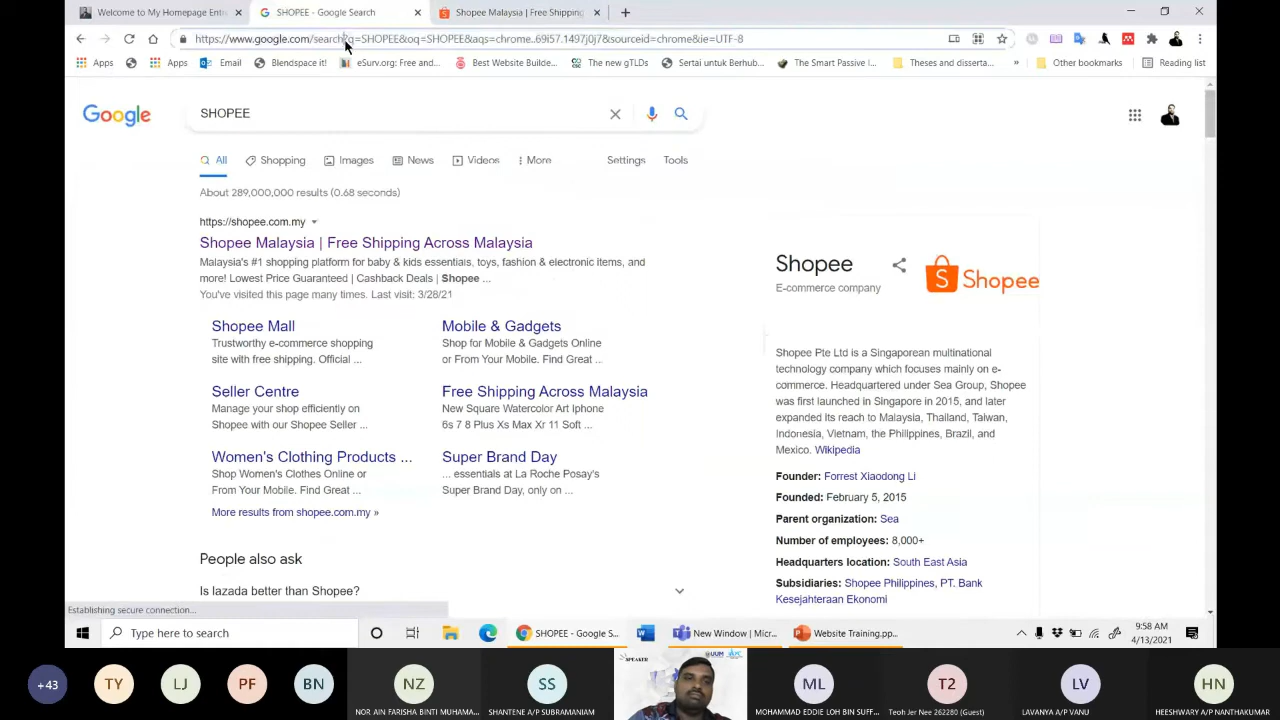 Welcome to My Homepage Entr
SHOPEE - Google Search
Shopee Malaysia | Free Shipping
https://www.google.com/search?q=SHOPEE&oq=SHOPEE&aqs=chrome..69i57.1497j0j7&sourceid=chrome&ie=UTF-8
Apps
Apps
Email
Blendspace it!
eSurv.org: Free and...
Best Website Builde...
The new gTLDs
Sertai untuk Berhub...
The Smart Passive I...
Theses and disserta...
»
Other bookmarks
Reading list
Google
SHOPEE
All
Shopping
Images
News
Videos
More
Settings
Tools
About 289,000,000 results (0.68 seconds)
https://shopee.com.my
Shopee Malaysia | Free Shipping Across Malaysia
Malaysia's #1 shopping platform for baby & kids essentials, toys, fashion & electronic items, and
more! Lowest Price Guaranteed | Cashback Deals | Shopee ...
You've visited this page many times. Last visit: 3/28/21
Shopee Mall
Trustworthy e-commerce shopping
site with free shipping. Official ...
Mobile & Gadgets
Shop for Mobile & Gadgets Online
or From Your Mobile. Find Great ...
Seller Centre
Manage your shop efficiently on
Shopee with our Shopee Seller ...
Free Shipping Across Malaysia
New Square Watercolor Art Iphone
6s 7 8 Plus Xs Max Xr 11 Soft ...
Women's Clothing Products ...
Shop Women's Clothes Online or
From Your Mobile. Find Great ...
Super Brand Day
... essentials at La Roche Posay's
Super Brand Day, only on ...
More results from shopee.com.my »
People also ask
Is lazada better than Shopee?
Shopee
E-commerce company
Shopee
Shopee Pte Ltd is a Singaporean multinational
technology company which focuses mainly on e-
commerce. Headquartered under Sea Group, Shopee
was first launched in Singapore in 2015, and later
expanded its reach to Malaysia, Thailand, Taiwan,
Indonesia, Vietnam, the Philippines, Brazil, and
Mexico. Wikipedia
Founder: Forrest Xiaodong Li
Founded: February 5, 2015
Parent organization: Sea
Number of employees: 8,000+
Headquarters location: South East Asia
Subsidiaries: Shopee Philippines, PT. Bank
Kesejahteraan Ekonomi
Establishing secure connection...
Type here to search
SHOPEE - Google S...
New Window | Micr...
Website Training.pp...
9:58 AM
4/13/2021
+43
TY
LJ
PF
BN
NZ
NOR AIN FARISHA BINTI MUHAMA...
SS
SHANTENE A/P SUBRAMANIAM
SPEAKER
UUM
ML
MOHAMMAD EDDIE LOH BIN SUFF...
T2
Teoh Jer Nee 262280 (Guest)
LV
LAVANYA A/P VANU
HN
HEESHWARY A/P NANTHAKUMAR